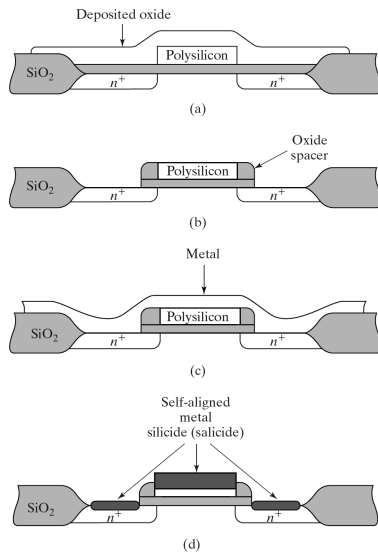 Deposited oxide
Polysilicon
SiO₂
n⁺
n⁺
(a)
Oxide
spacer
Polysilicon
SiO₂
n⁺
n⁺
(b)
Metal
Polysilicon
SiO₂
n⁺
n⁺
(c)
Self-aligned
metal
silicide (salicide)
SiO₂
n⁺
n⁺
(d)